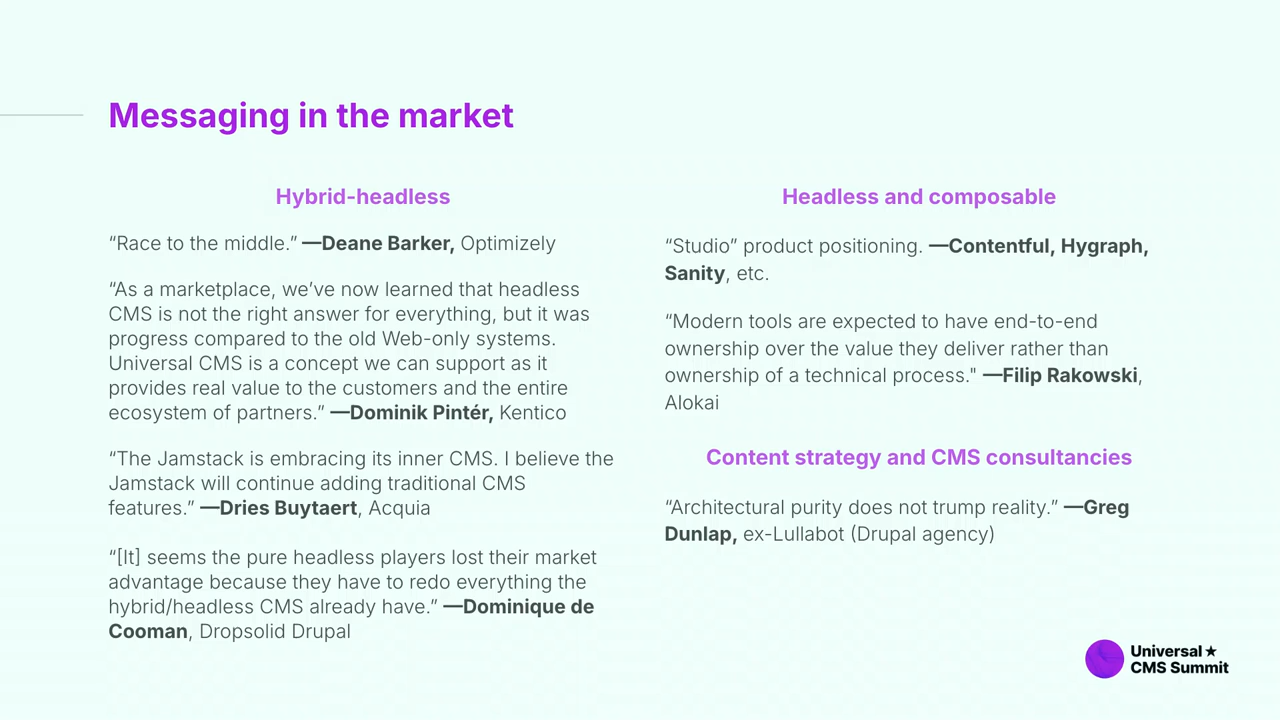 Messaging in the market
Hybrid-headless
“Race to the middle.” —Deane Barker, Optimizely
“As a marketplace, we’ve now learned that headless
CMS is not the right answer for everything, but it was
progress compared to the old Web-only systems.
Universal CMS is a concept we can support as it
provides real value to the customers and the entire
ecosystem of partners.” —Dominik Pintér, Kentico
“The Jamstack is embracing its inner CMS. I believe the
Jamstack will continue adding traditional CMS
features.” —Dries Buytaert, Acquia
“[It] seems the pure headless players lost their market
advantage because they have to redo everything the
hybrid/headless CMS already have.” —Dominique de
Cooman, Dropsolid Drupal
Headless and composable
“Studio” product positioning. —Contentful, Hygraph,
Sanity, etc.
“Modern tools are expected to have end-to-end
ownership over the value they deliver rather than
ownership of a technical process." —Filip Rakowski,
Alokai
Content strategy and CMS consultancies
“Architectural purity does not trump reality.” —Greg
Dunlap, ex-Lullabot (Drupal agency)
Universal ★
CMS Summit